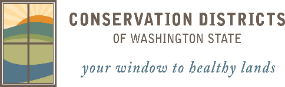 CONSERVATION DISTRICTS
OF WASHINGTON STATE
your window to healthy lands